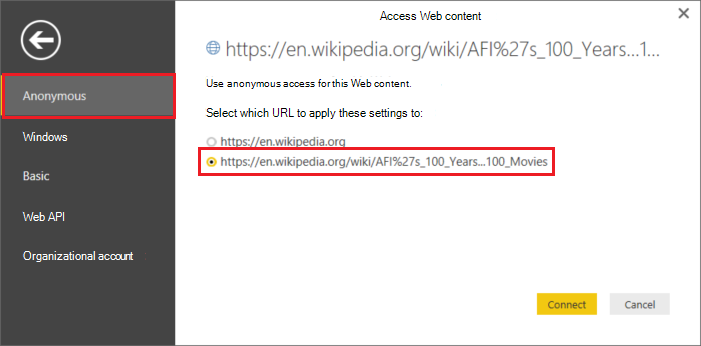 Access Web content
https://en.wikipedia.org/wiki/AFI%27s_100_Years...1...
Anonymous
Use anonymous access for this Web content.
Select which URL to apply these settings to:
Windows
https://en.wikipedia.org
https://en.wikipedia.org/wiki/AFI%27s_100_Years...100_Movies
Basic
Web API
Organizational account
Connect
Cancel